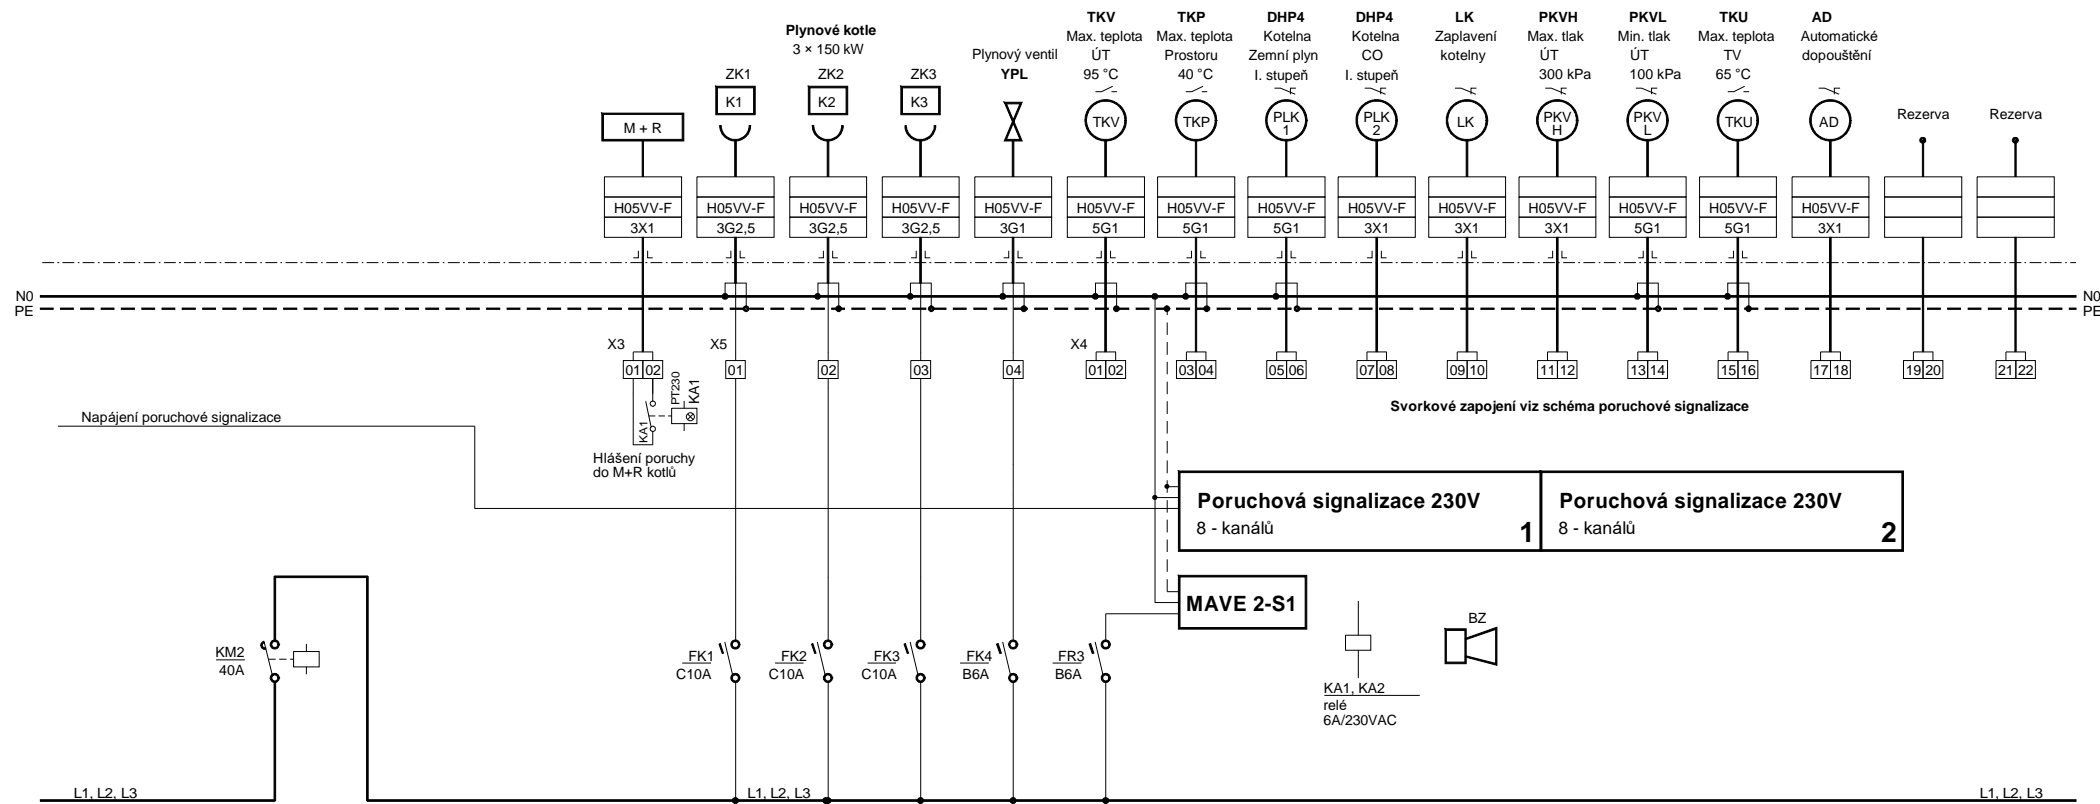 Plynové kotle
3 × 150 kW
Plynový ventil
YPL
TKV
Max. teplota
ÚT
95 °C
TKP
Max. teplota
Prostoru
40 °C
DHP4
Kotelna
Zemní plyn
I. stupeň
DHP4
Kotelna
CO
I. stupeň
LK
Zaplavení
kotelny
PKVH
Max. tlak
ÚT
300 kPa
PKVL
Min. tlak
ÚT
100 kPa
TKU
Max. teplota
TV
65 °C
AD
Automatické
dopouštění
ZK1
ZK2
ZK3
M + R
K1
K2
K3
TKV
TKP
PLK
1
PLK
2
LK
PKV
H
PKV
L
TKU
AD
Rezerva
Rezerva
H05VV-F
3X1
H05VV-F
3G2,5
H05VV-F
3G2,5
H05VV-F
3G2,5
H05VV-F
3G1
H05VV-F
5G1
H05VV-F
5G1
H05VV-F
5G1
H05VV-F
3X1
H05VV-F
3X1
H05VV-F
3X1
H05VV-F
5G1
H05VV-F
5G1
H05VV-F
3X1
N0
PE
N0
PE
X3
01 02
X5
01
02
03
04
X4
01 02
03 04
05 06
07 08
09 10
11 12
13 14
15 16
17 18
19 20
21 22
KA1
PT230
KA1
Hlášení poruchy
do M+R kotlů
Svorkové zapojení viz schéma poruchové signalizace
Napájení poruchové signalizace
Poruchová signalizace 230V
8 - kanálů
1
Poruchová signalizace 230V
8 - kanálů
2
MAVE 2-S1
KM2
40A
FK1
C10A
FK2
C10A
FK3
C10A
FK4
B6A
FR3
B6A
KA1, KA2
relé
6A/230VAC
BZ
L1, L2, L3
L1, L2, L3
L1, L2, L3